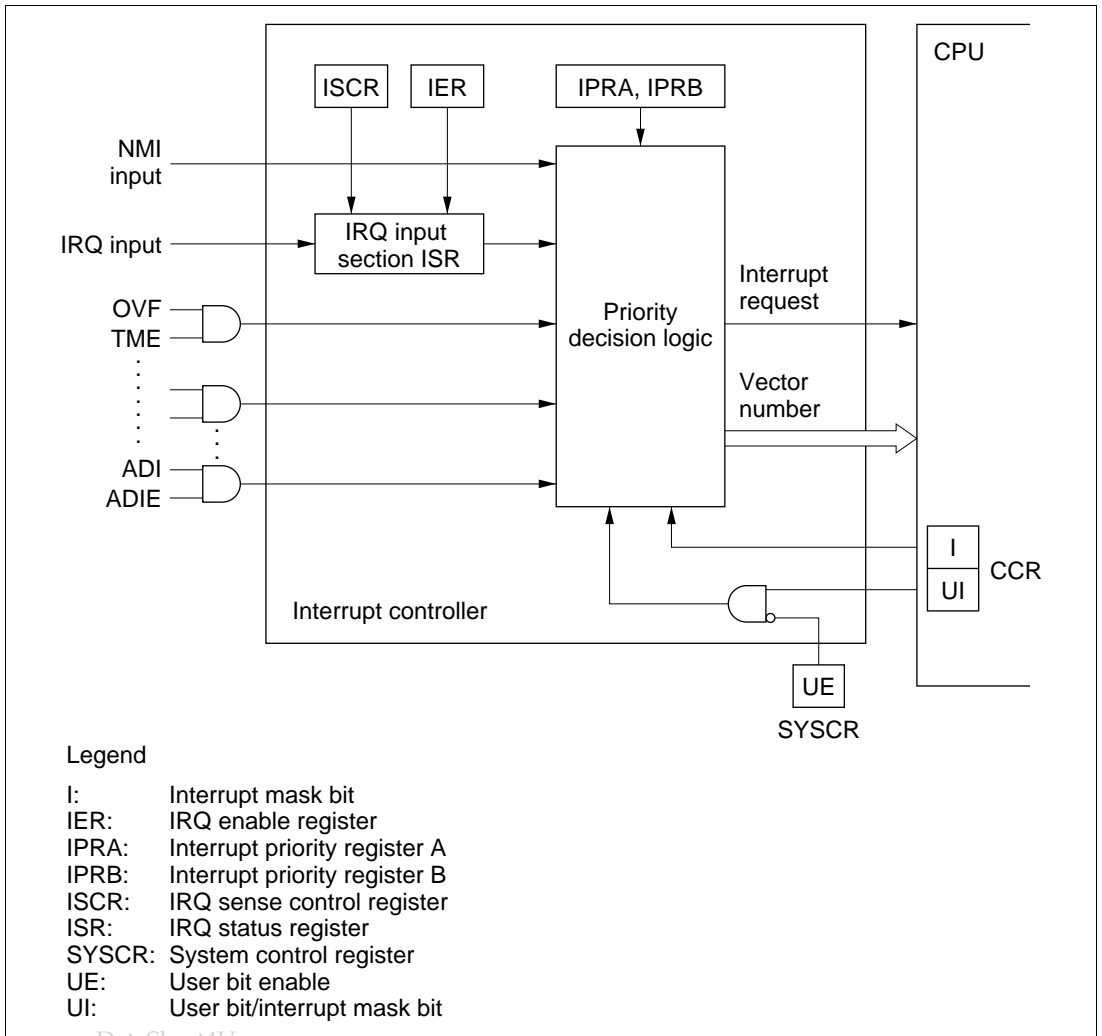 CPU
ISCR
IER
IPRA, IPRB
NMI
input
IRQ input
IRQ input
section ISR
OVF
TME
Priority
decision logic
Interrupt
request
Vector
number
ADI
ADIE
I
UI
CCR
Interrupt controller
UE
SYSCR
Legend
I: Interrupt mask bit
IER: IRQ enable register
IPRA: Interrupt priority register A
IPRB: Interrupt priority register B
ISCR: IRQ sense control register
ISR: IRQ status register
SYSCR: System control register
UE: User bit enable
UI: User bit/interrupt mask bit